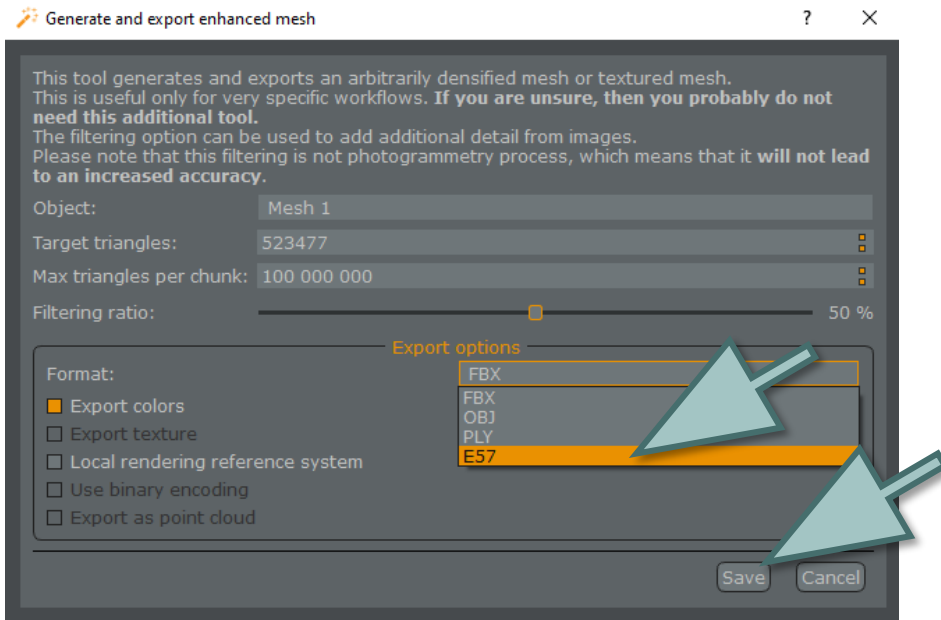 Generate and export enhanced mesh
?
This tool generates and exports an arbitrarily densified mesh or textured mesh.
This is useful only for very specific workflows. If you are unsure, then you probably do not
need this additional tool.
The filtering option can be used to add additional detail from images.
Please note that this filtering is not photogrammetry process, which means that it will not lead
to an increased accuracy.
Object: Mesh 1
Target triangles: 523477
Max triangles per chunk: 100 000 000
Filtering ratio: 50 %
Export options
Format: FBX
FBX
Export colors
OBJ
Export texture
PLY
E57
Local rendering reference system
Use binary encoding
Export as point cloud
Save Cancel